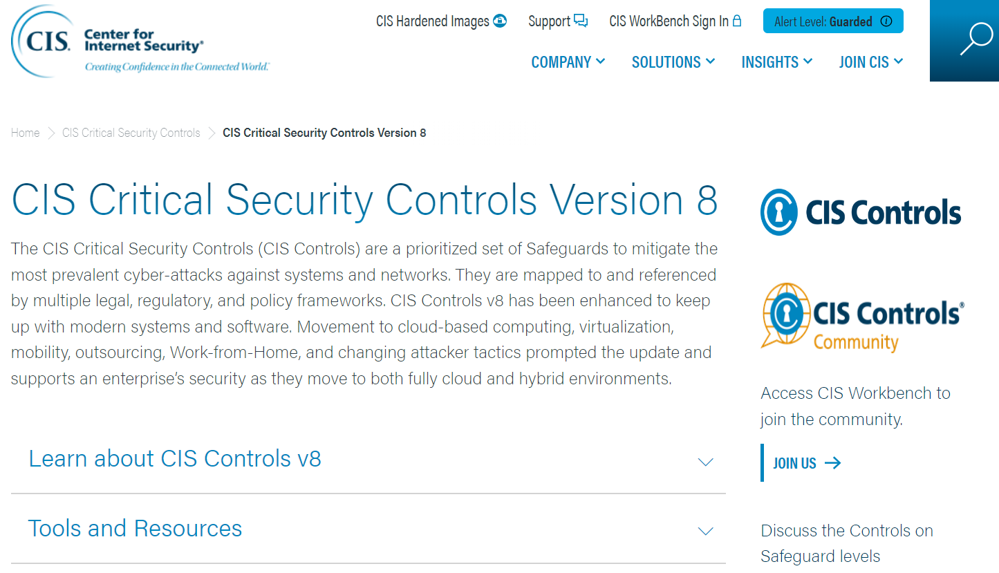 CIS Hardened Images
Support
CIS WorkBench Sign In
Alert Level: Guarded
CIS. Center for
Internet Security®
Creating Confidence in the Connected World.
COMPANY
SOLUTIONS
INSIGHTS
JOIN CIS
Home
CIS Critical Security Controls
CIS Critical Security Controls Version 8
CIS Critical Security Controls Version 8
The CIS Critical Security Controls (CIS Controls) are a prioritized set of Safeguards to mitigate the
most prevalent cyber-attacks against systems and networks. They are mapped to and referenced
by multiple legal, regulatory, and policy frameworks. CIS Controls v8 has been enhanced to keep
up with modern systems and software. Movement to cloud-based computing, virtualization,
mobility, outsourcing, Work-from-Home, and changing attacker tactics prompted the update and
supports an enterprise’s security as they move to both fully cloud and hybrid environments.
Learn about CIS Controls v8
Tools and Resources
CIS Controls
CIS Controls®
Community
Access CIS Workbench to
join the community.
JOIN US
Discuss the Controls on
Safeguard levels